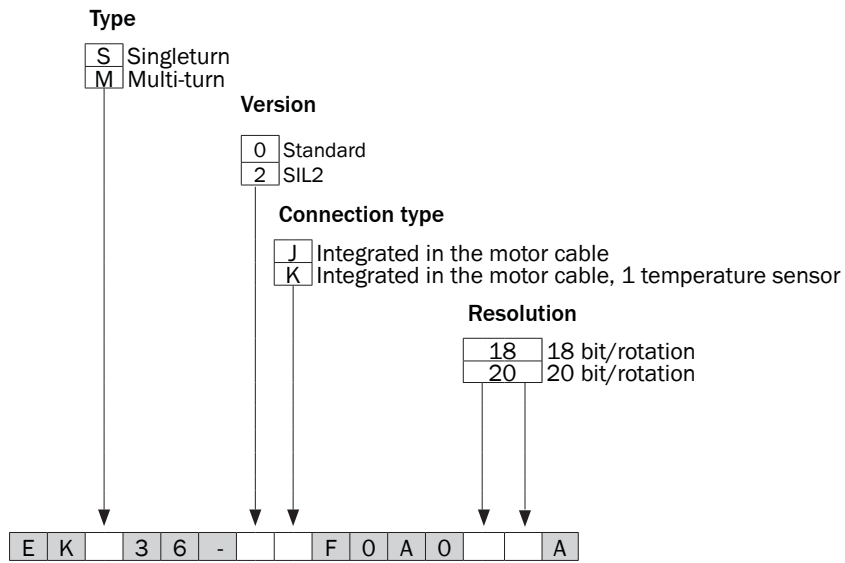 Type
S Singleturn
M Multi-turn
Version
0 Standard
2 SIL2
Connection type
J Integrated in the motor cable
K Integrated in the motor cable, 1 temperature sensor
Resolution
18 18 bit/rotation
20 20 bit/rotation
E K 3 6 - F 0 A 0 A